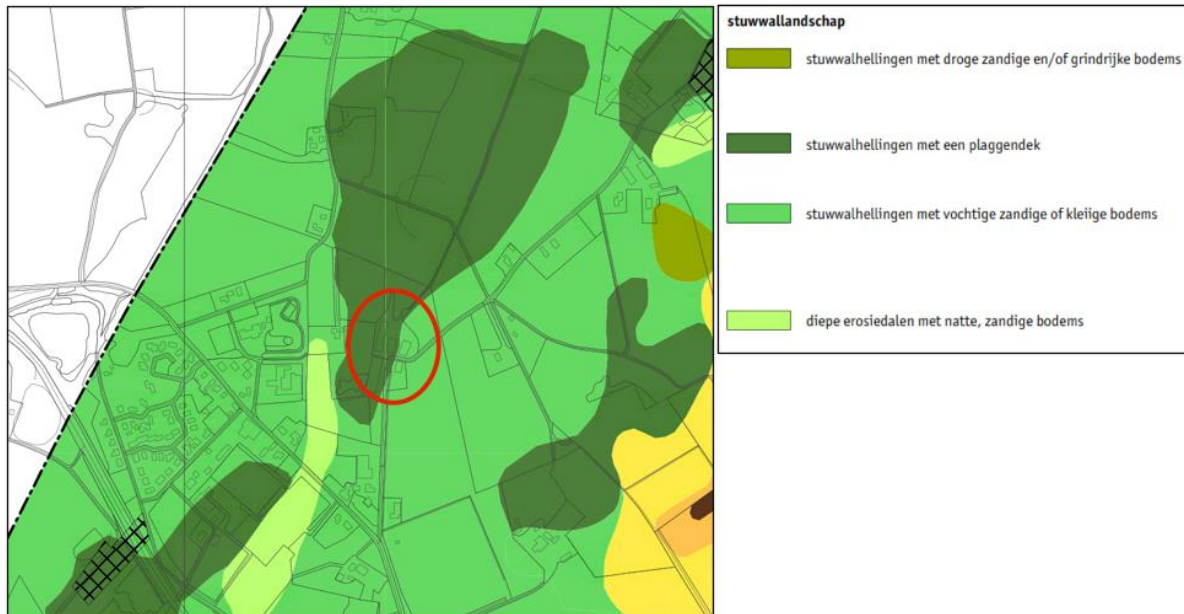 stuwwallandschap
stuwwalhellingen met droge zandige en/of grindrijke bodems
stuwwalhellingen met een plaggendek
stuwwalhellingen met vochtige zandige of kleiige bodems
diepe erosiedalen met natte, zandige bodems